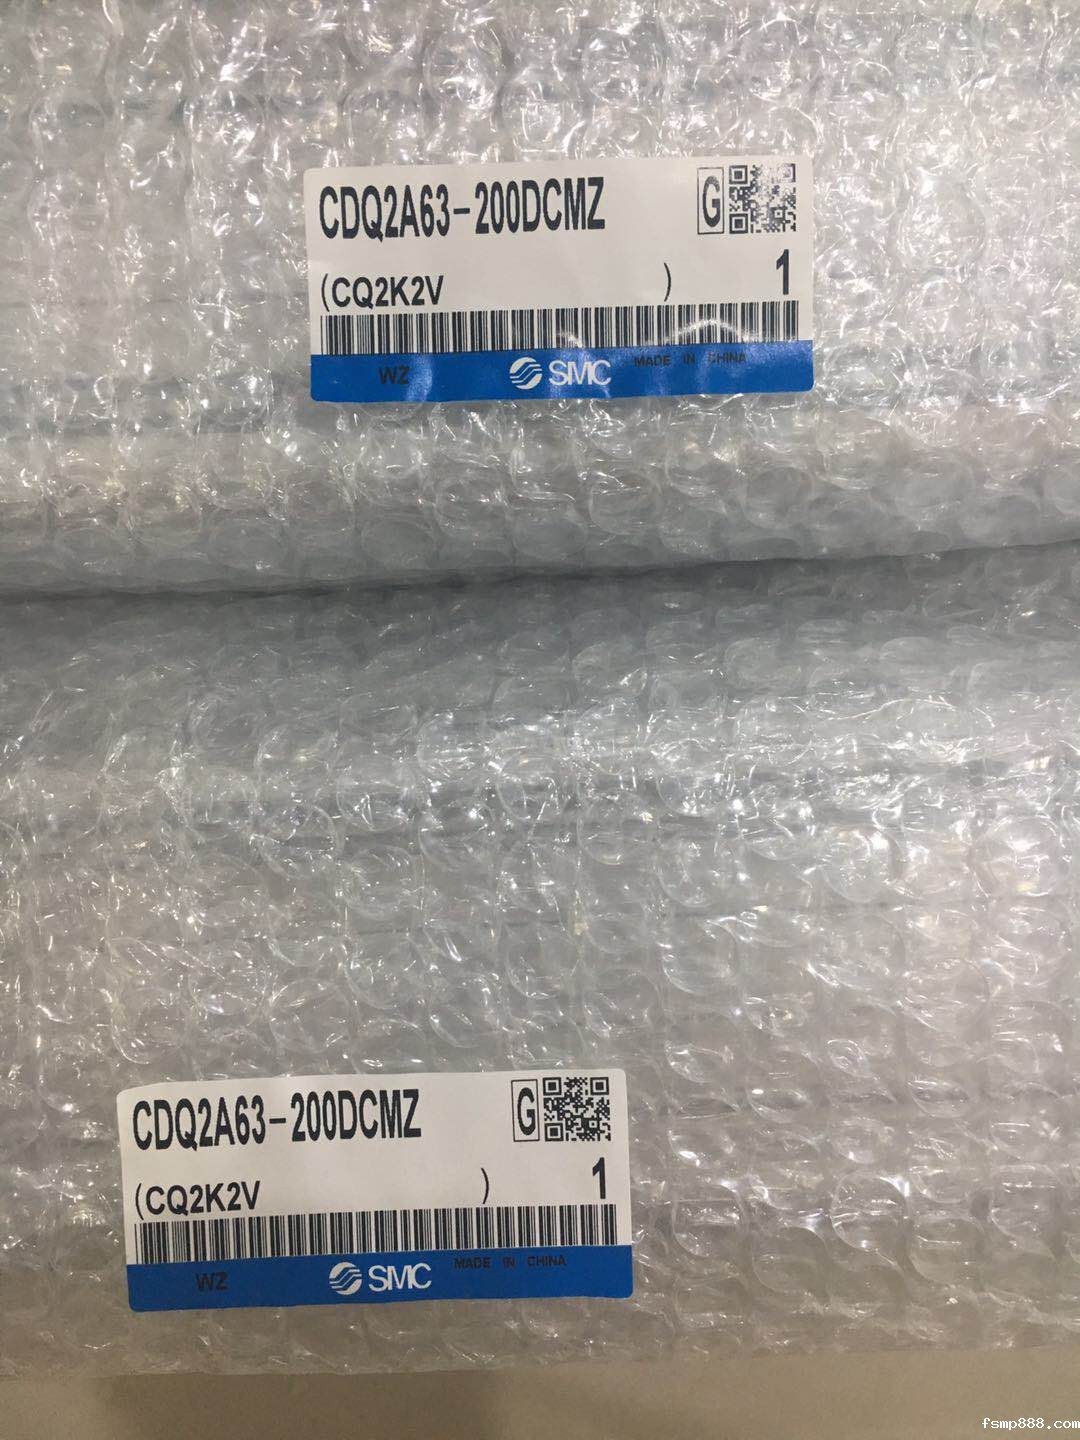 CDQ2A63-200DCMZ
G
(CQ2K2V )
1
WZ SMC MADE IN CHINA
CDQ2A63-200DCMZ
G
(CQ2K2V )
1
WZ SMC MADE IN CHINA
fsmp888.com